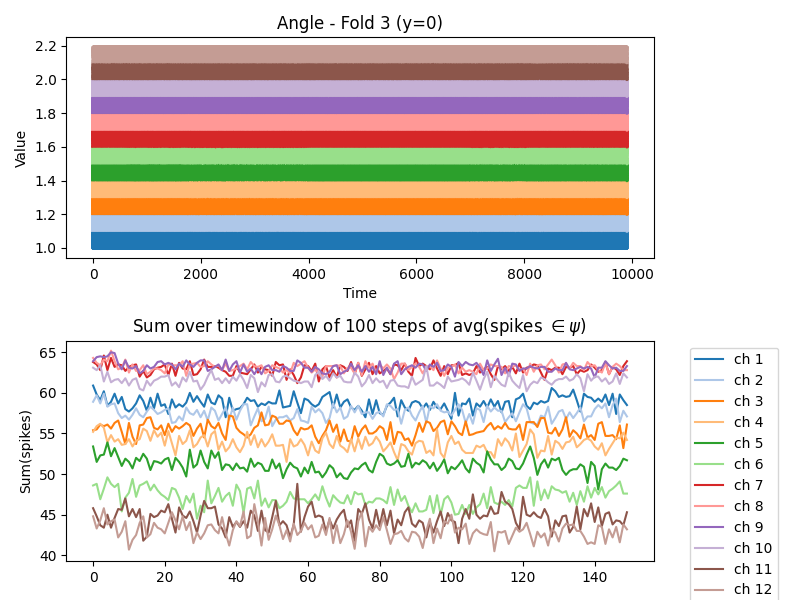 Angle - Fold 3 (y=0)
2.2
2.0
1.8
1.6
1.4
1.2
1.0
Value
0 2000 4000 6000 8000 10000
Time
Sum over timewindow of 100 steps of avg(spikes ∈ψ)
65
60
55
50
45
40
Sum(spikes)
0 20 40 60 80 100 120 140
ch 1
ch 2
ch 3
ch 4
ch 5
ch 6
ch 7
ch 8
ch 9
ch 10
ch 11
ch 12